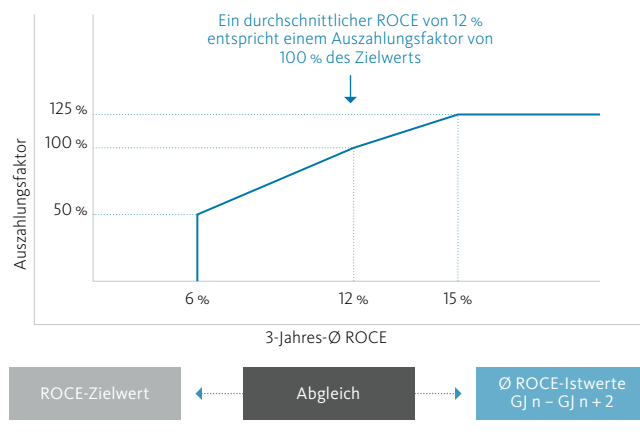 Ein durchschnittlicher ROCE von 12 %
entspricht einem Auszahlungsfaktor von
100 % des Zielwerts
125 %
100 %
50 %
Auszahlungsfaktor
6 %
12 %
15 %
3-Jahres-Ø ROCE
ROCE-Zielwert
Abgleich
Ø ROCE-Istwerte
GJ n – GJ n + 2